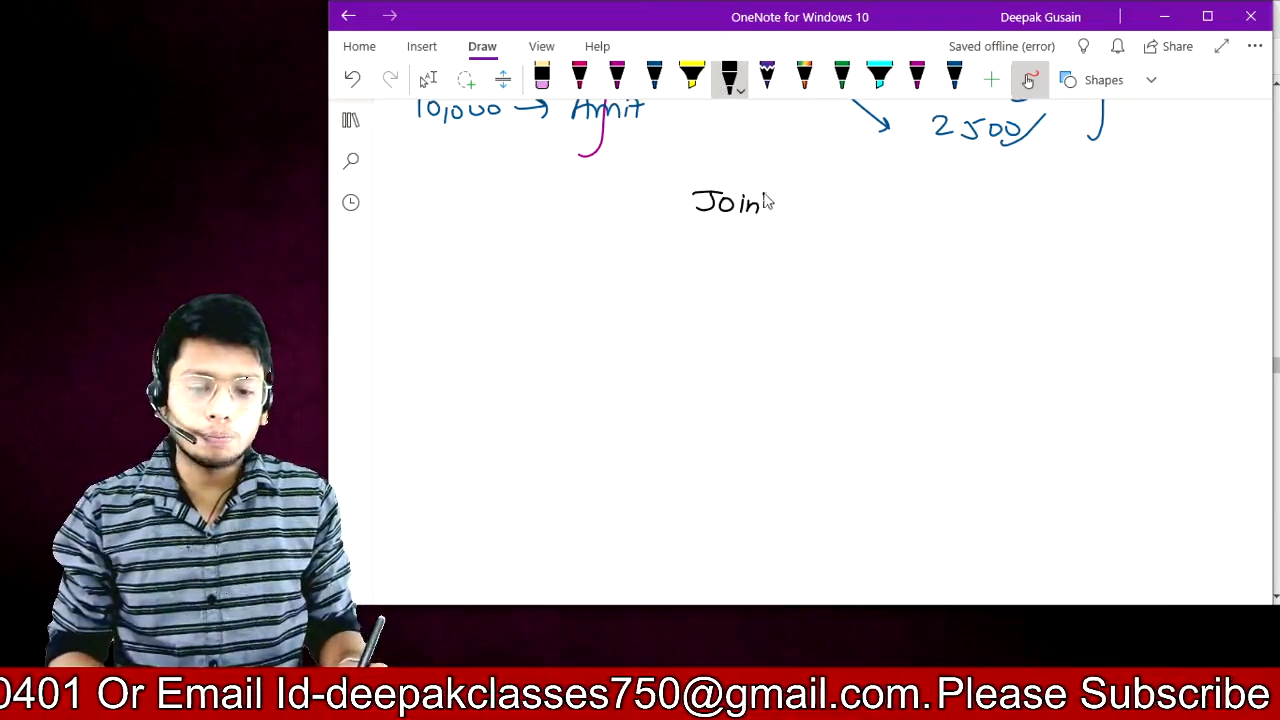 OneNote for Windows 10
Deepak Gusain
Home Insert Draw View Help
Saved offline (error)
Share
Shapes
10,000 → Amit
2500/
Join
0401 Or Email Id-deepakclasses750@gmail.com.Please Subscribe